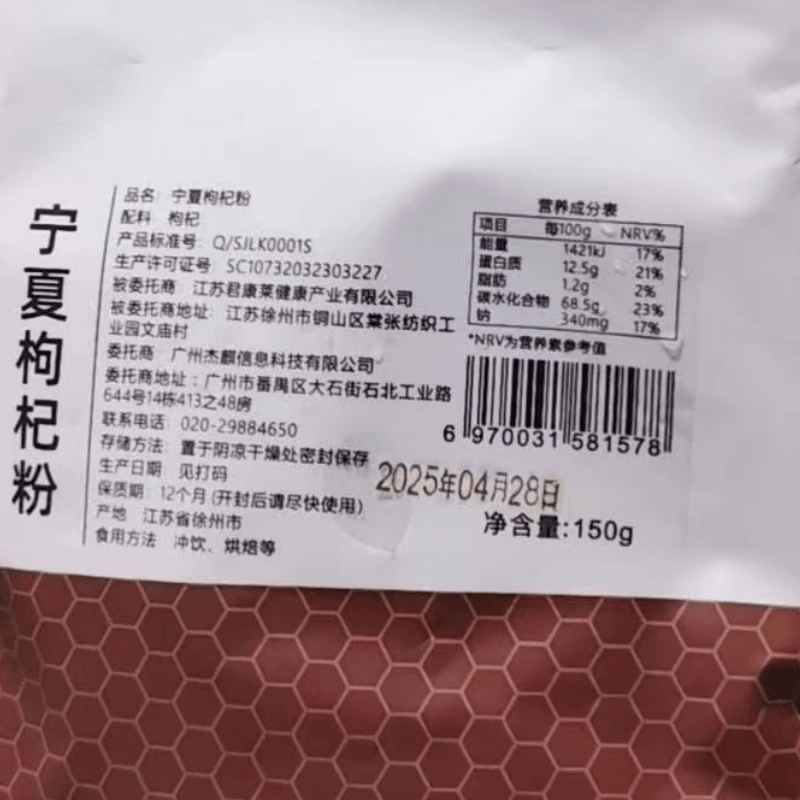 宁夏枸杞粉
品名：宁夏枸杞粉
配料 枸杞
产品标准号：Q/SJLK0001S
生产许可证号 SC10732032303227
被委托商：江苏君康莱健康产业有限公司
被委托商地址：江苏徐州市铜山区棠张纺织工
业园文庙村
委托商：广州杰麒信息科技有限公司
委托商地址：广州市番禺区大石街石北工业路
644号14栋413之48房
联系电话：020-29884650
存储方法：置于阴凉干燥处密封保存
生产日期：见打码
保质期：12个月(开封后请尽快使用)
产地 江苏省徐州市
食用方法 冲饮、烘焙等
营养成分表
项目 每100g NRV%
能量 1421kJ 17%
蛋白质 12.5g 21%
脂肪 1.2g 2%
碳水化合物 68.5g 23%
钠 340mg 17%
*NRV为营养素参考值
6 970031 581578
2025年04月28日
净含量:150g